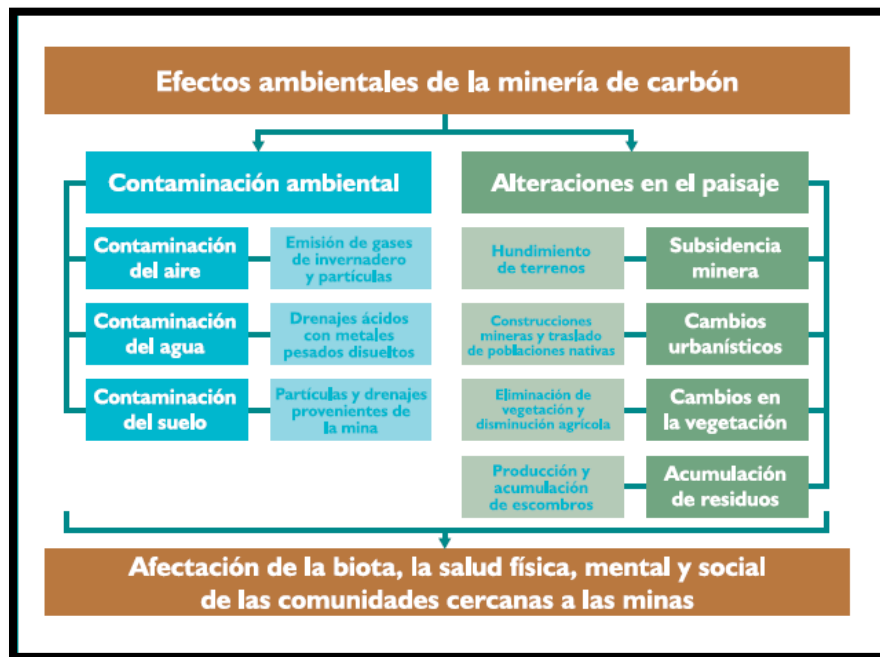 Efectos ambientales de la minería de carbón
Contaminación ambiental
Contaminación
del aire
Emisión de gases
de invernadero
y partículas
Contaminación
del agua
Drenajes ácidos
con metales
pesados disueltos
Contaminación
del suelo
Partículas y drenajes
provenientes de
la mina
Alteraciones en el paisaje
Hundimiento
de terrenos
Subsidencia
minera
Construcciones
mineras y traslado
de poblaciones nativas
Cambios
urbanísticos
Eliminación de
vegetación y
disminución agrícola
Cambios en
la vegetación
Producción y
acumulación
de escombros
Acumulación
de residuos
Afectación de la biota, la salud física, mental y social
de las comunidades cercanas a las minas